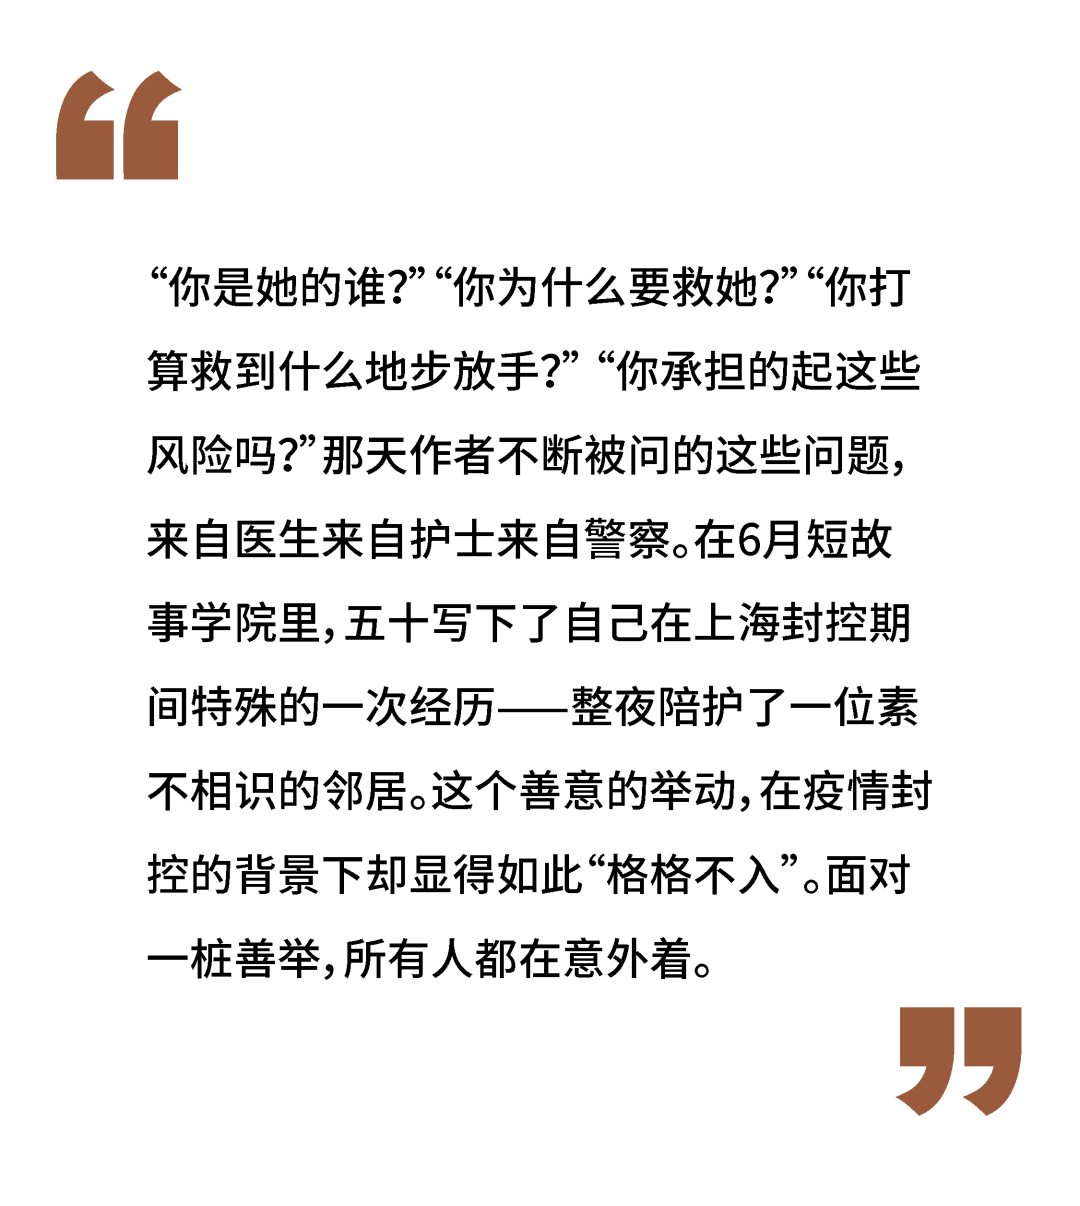 “
“你是她的谁？”“你为什么要救她？”“你打
算救到什么地步放手？” “你承担的起这些
风险吗？”那天作者不断被问的这些问题，
来自医生来自护士来自警察。在6月短故
事学院里，五十写下了自己在上海封控期
间特殊的一次经历——整夜陪护了一位素
不相识的邻居。这个善意的举动，在疫情封
控的背景下却显得如此“格格不入”。面对
一桩善举，所有人都在意外着。
”